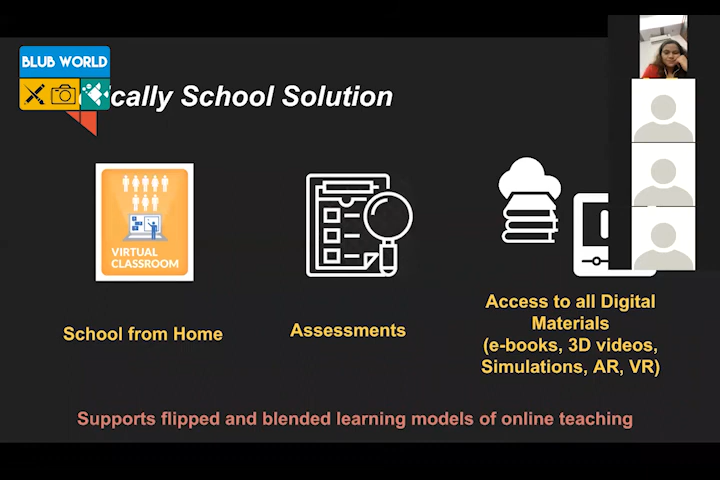 BLUB WORLD
cally School Solution
VIRTUAL
CLASSROOM
School from Home
Assessments
Access to all Digital
Materials
(e-books, 3D videos,
Simulations, AR, VR)
Supports flipped and blended learning models of online teaching